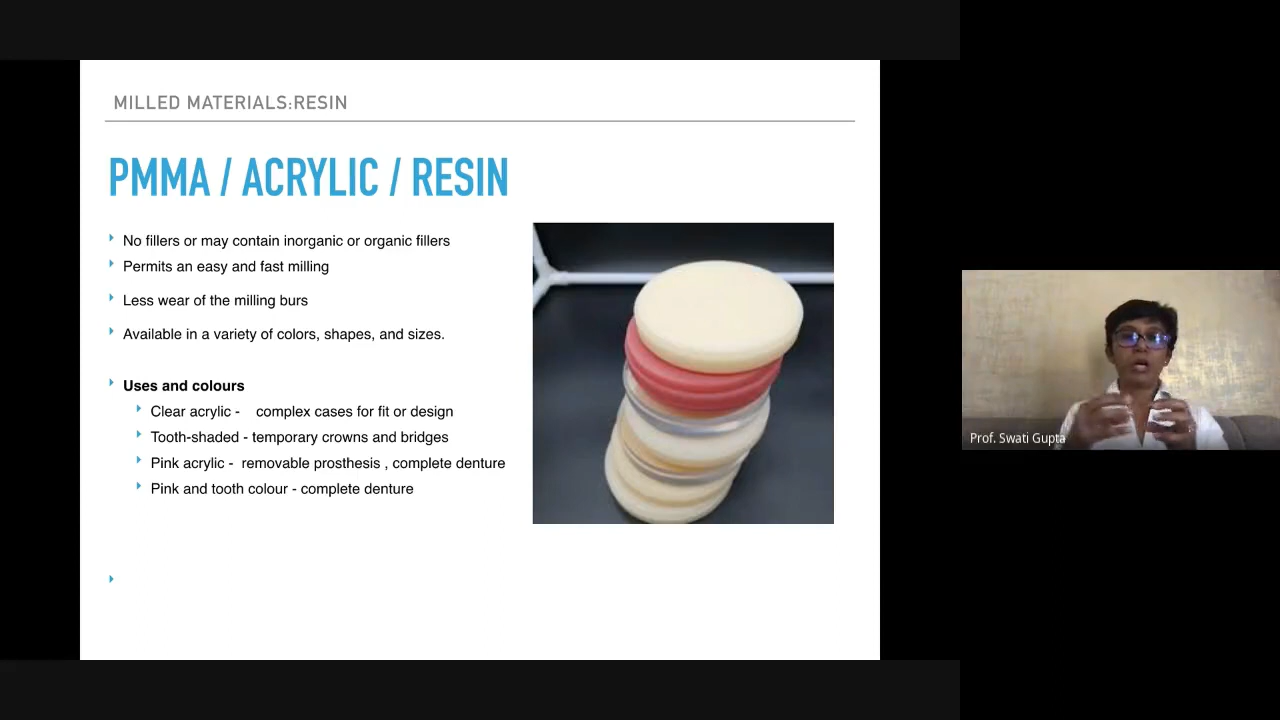 MILLED MATERIALS:RESIN
PMMA / ACRYLIC / RESIN
No fillers or may contain inorganic or organic fillers
Permits an easy and fast milling
Less wear of the milling burs
Available in a variety of colors, shapes, and sizes.
Uses and colours
Clear acrylic - complex cases for fit or design
Tooth-shaded - temporary crowns and bridges
Pink acrylic - removable prosthesis , complete denture
Pink and tooth colour - complete denture
Prof. Swati Gupta